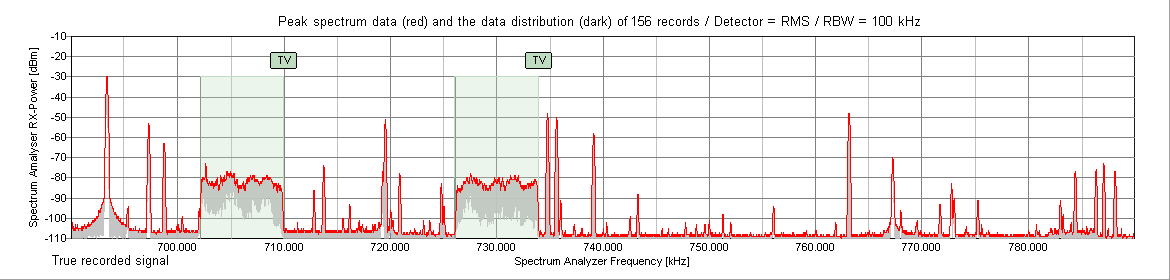 Peak spectrum data (red) and the data distribution (dark) of 156 records / Detector = RMS / RBW = 100 kHz
Spectrum Analyser RX-Power [dBm]
-10
-20
-30
-40
-50
-60
-70
-80
-90
-100
-110
TV
TV
700.000 710.000 720.000 730.000 740.000 750.000 760.000 770.000 780.000
True recorded signal
Spectrum Analyzer Frequency [kHz]